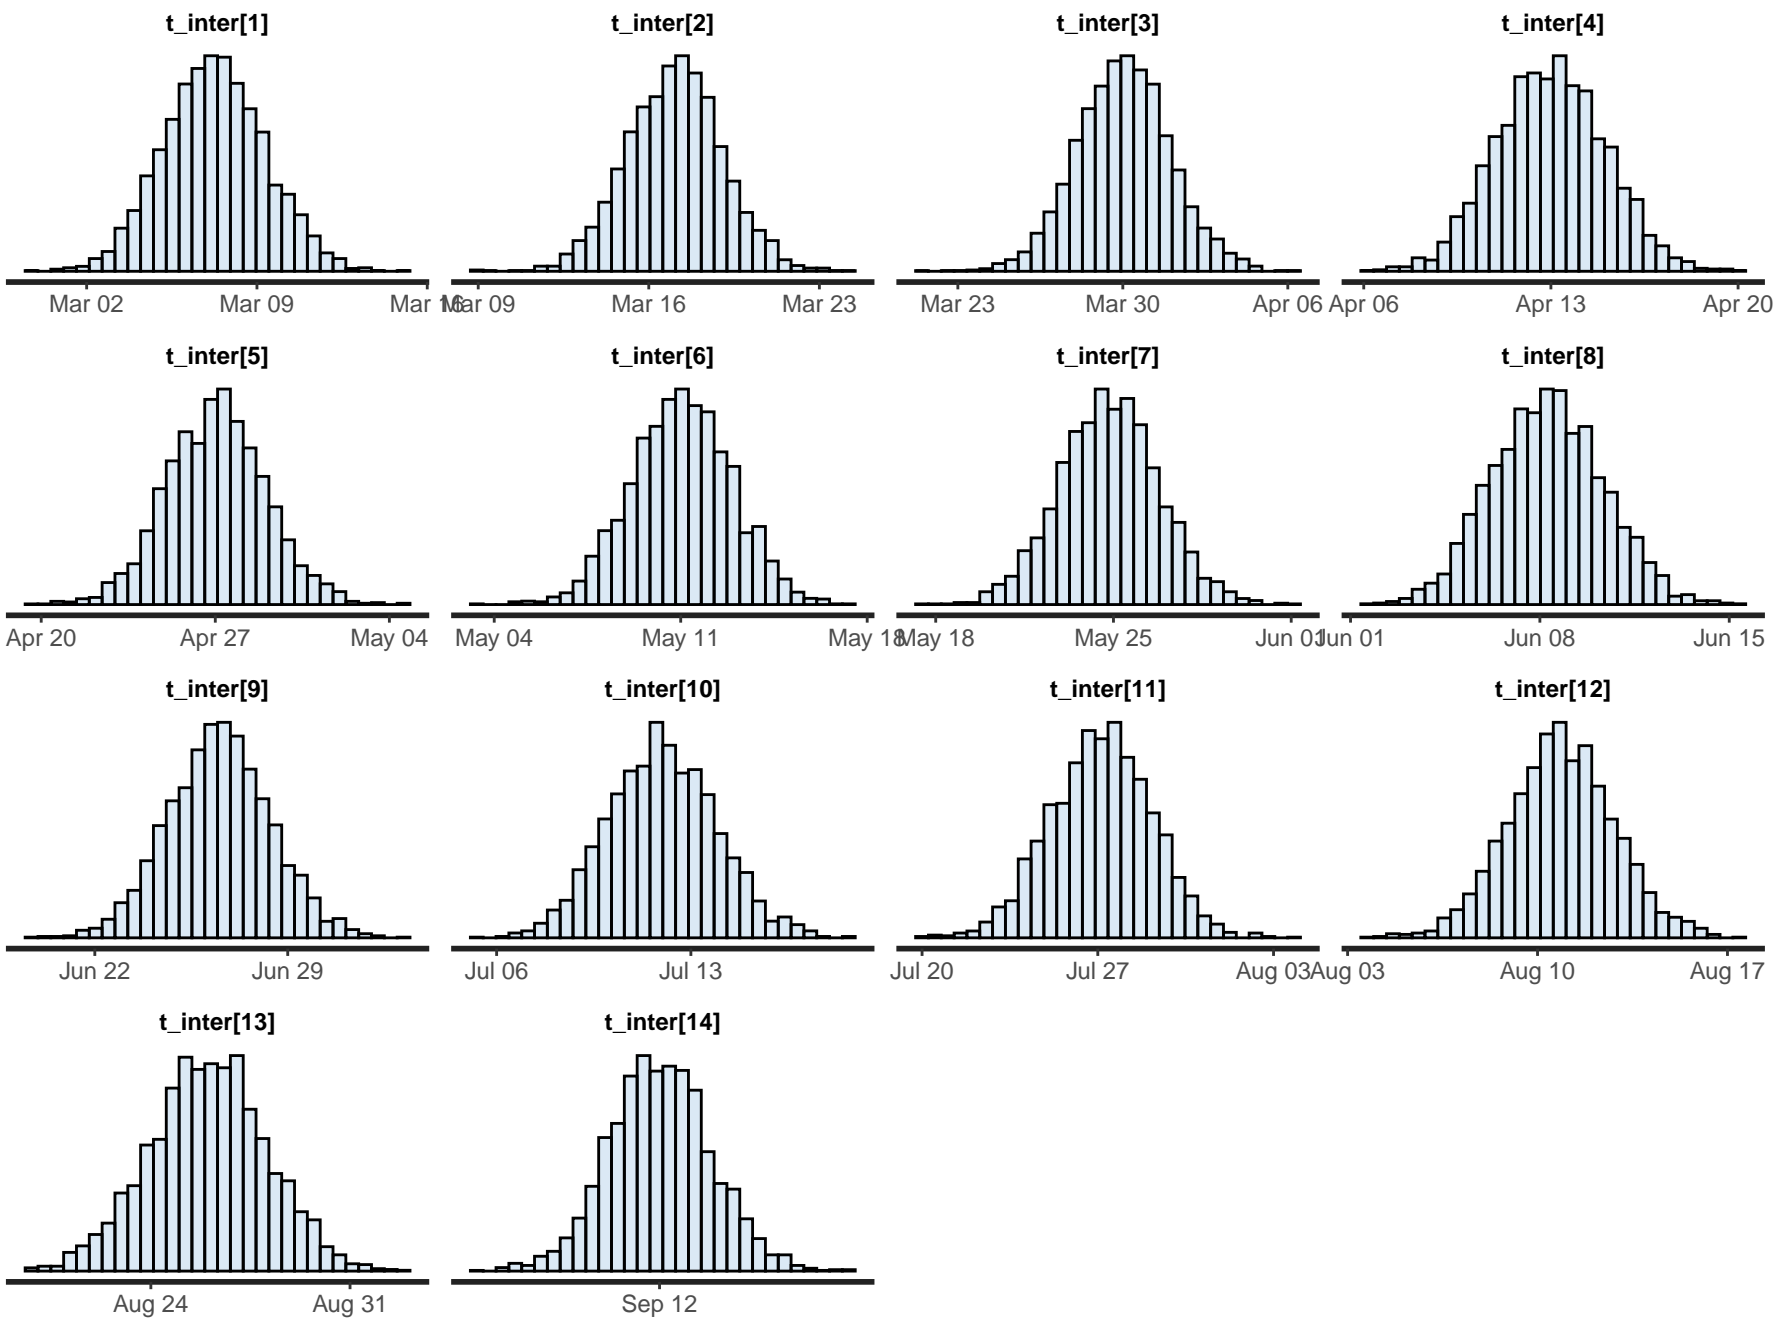 t_inter[1] t_inter[2] t_inter[3] t_inter[4]
Mar 02 Mar 09 Mar 16 Mar 09 Mar 16 Mar 23 Mar 23 Mar 30 Apr 06 Apr 06 Apr 13 Apr 20
t_inter[5] t_inter[6] t_inter[7] t_inter[8]
Apr 20 Apr 27 May 04 May 04 May 11 May 18 May 18 May 25 Jun 01 Jun 01 Jun 08 Jun 15
t_inter[9] t_inter[10] t_inter[11] t_inter[12]
Jun 22 Jun 29 Jul 06 Jul 13 Jul 20 Jul 27 Aug 03 Aug 03 Aug 10 Aug 17
t_inter[13] t_inter[14]
Aug 24 Aug 31 Sep 12